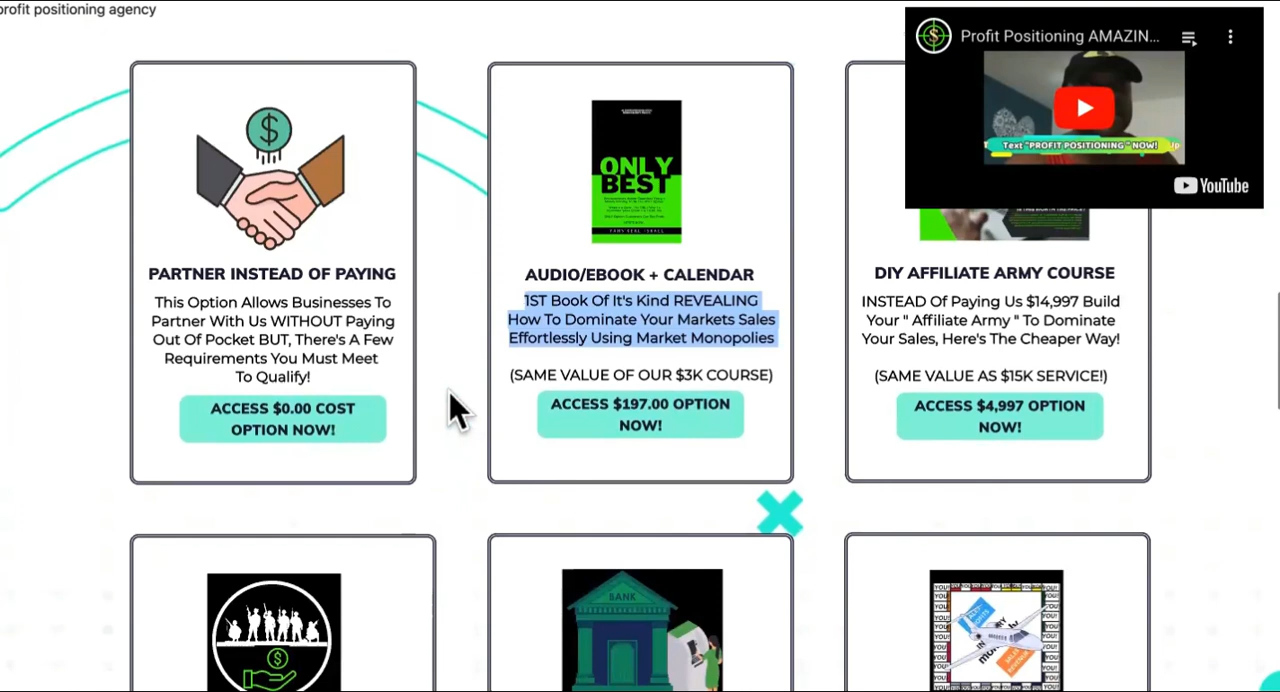 profit positioning agency
Profit Positioning AMAZIN...
Text "PROFIT POSITIONING" NOW!
YouTube
$
PARTNER INSTEAD OF PAYING
This Option Allows Businesses To
Partner With Us WITHOUT Paying
Out Of Pocket BUT, There's A Few
Requirements You Must Meet
To Qualify!
ACCESS $0.00 COST
OPTION NOW!
ONLY
BEST
AUDIO/EBOOK + CALENDAR
1ST Book Of It's Kind REVEALING
How To Dominate Your Markets Sales
Effortlessly Using Market Monopolies
(SAME VALUE OF OUR $3K COURSE)
ACCESS $197.00 OPTION
NOW!
DIY AFFILIATE ARMY COURSE
INSTEAD Of Paying Us $14,997 Build
Your " Affiliate Army " To Dominate
Your Sales, Here's The Cheaper Way!
(SAME VALUE AS $15K SERVICE!)
ACCESS $4,997 OPTION
NOW!
$
BANK